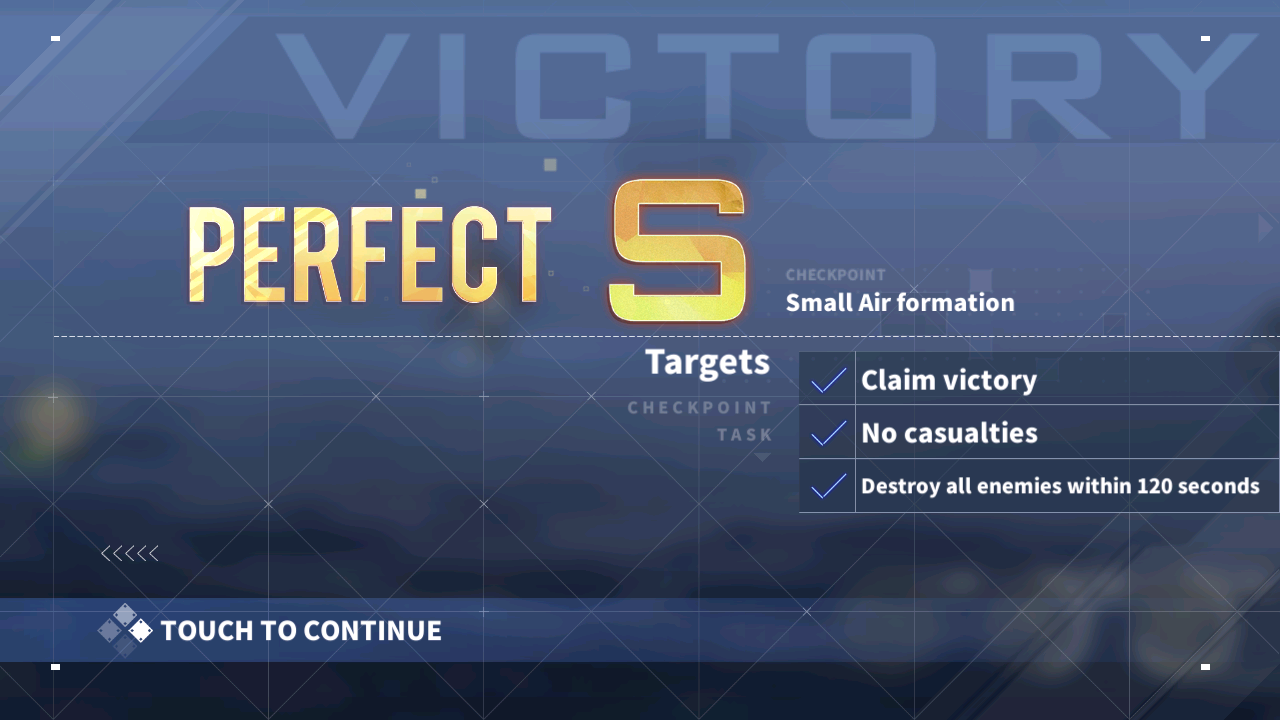 VICTORY
PERFECT S
CHECKPOINT
Small Air formation
Targets
CHECKPOINT
TASK
Claim victory
No casualties
Destroy all enemies within 120 seconds
TOUCH TO CONTINUE